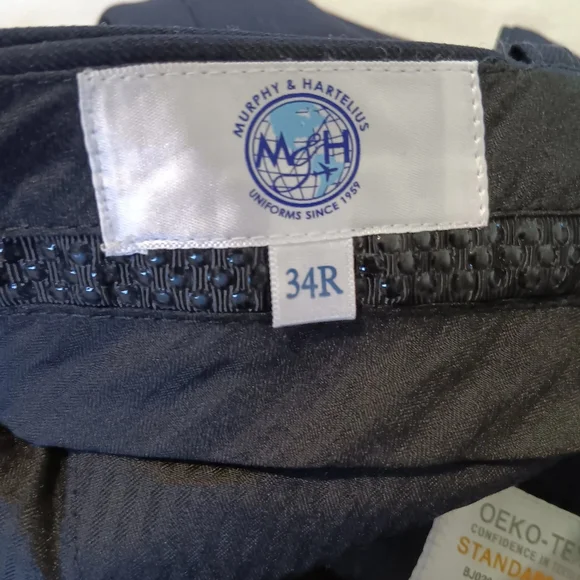 MURPHY & HARTELIUS
M&H
UNIFORMS SINCE 1959
34R
OEKO-TE
CONFIDENCE IN
STANDA